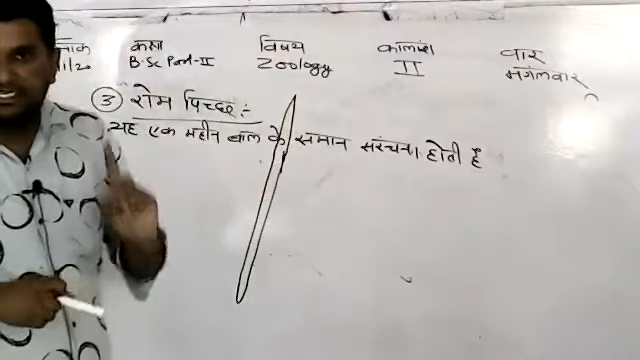 कक्षा विषय कालांश वार
B.Sc Part-II Zoology II मंगलवार
③ रोम पिच्छ :-
यह एक महीन बाल के समान संरचना होती है